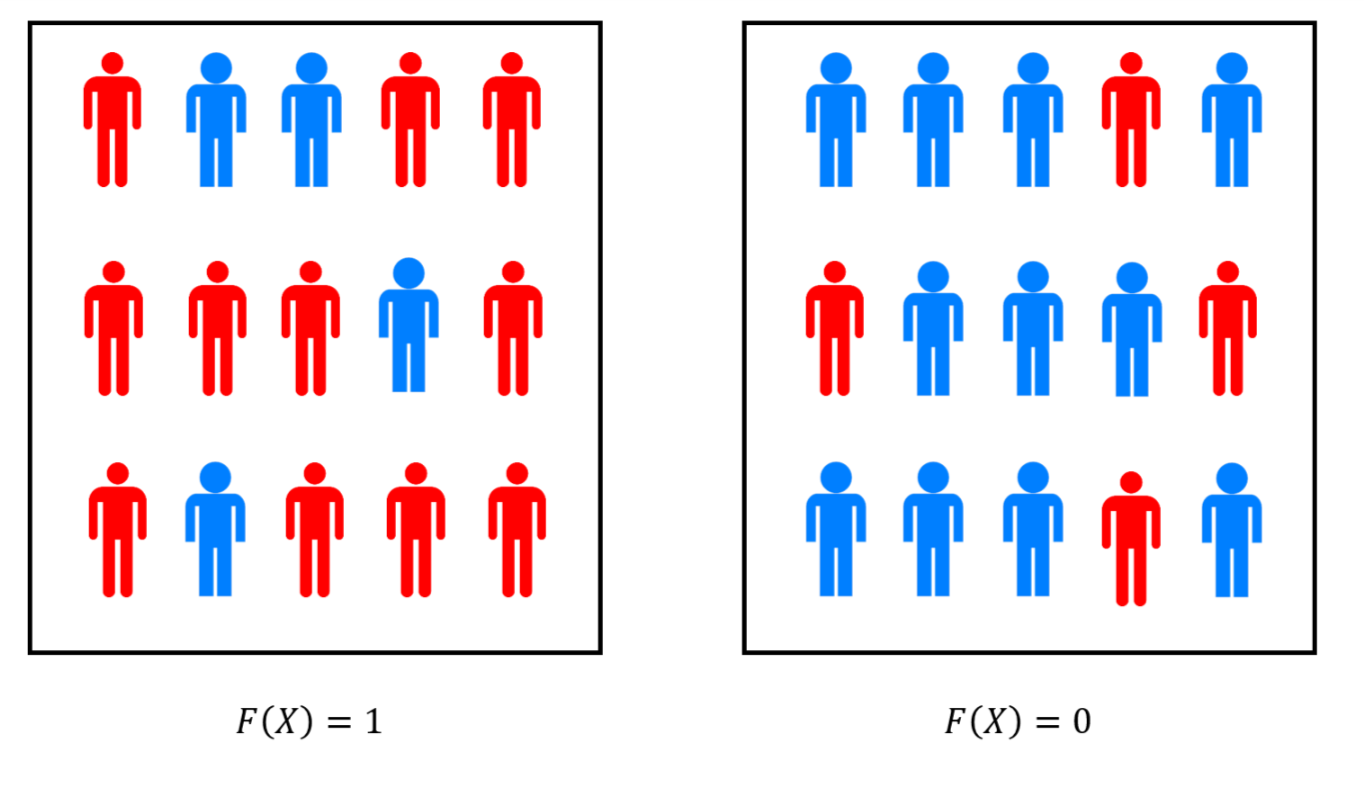 F(X) = 1
F(X) = 0